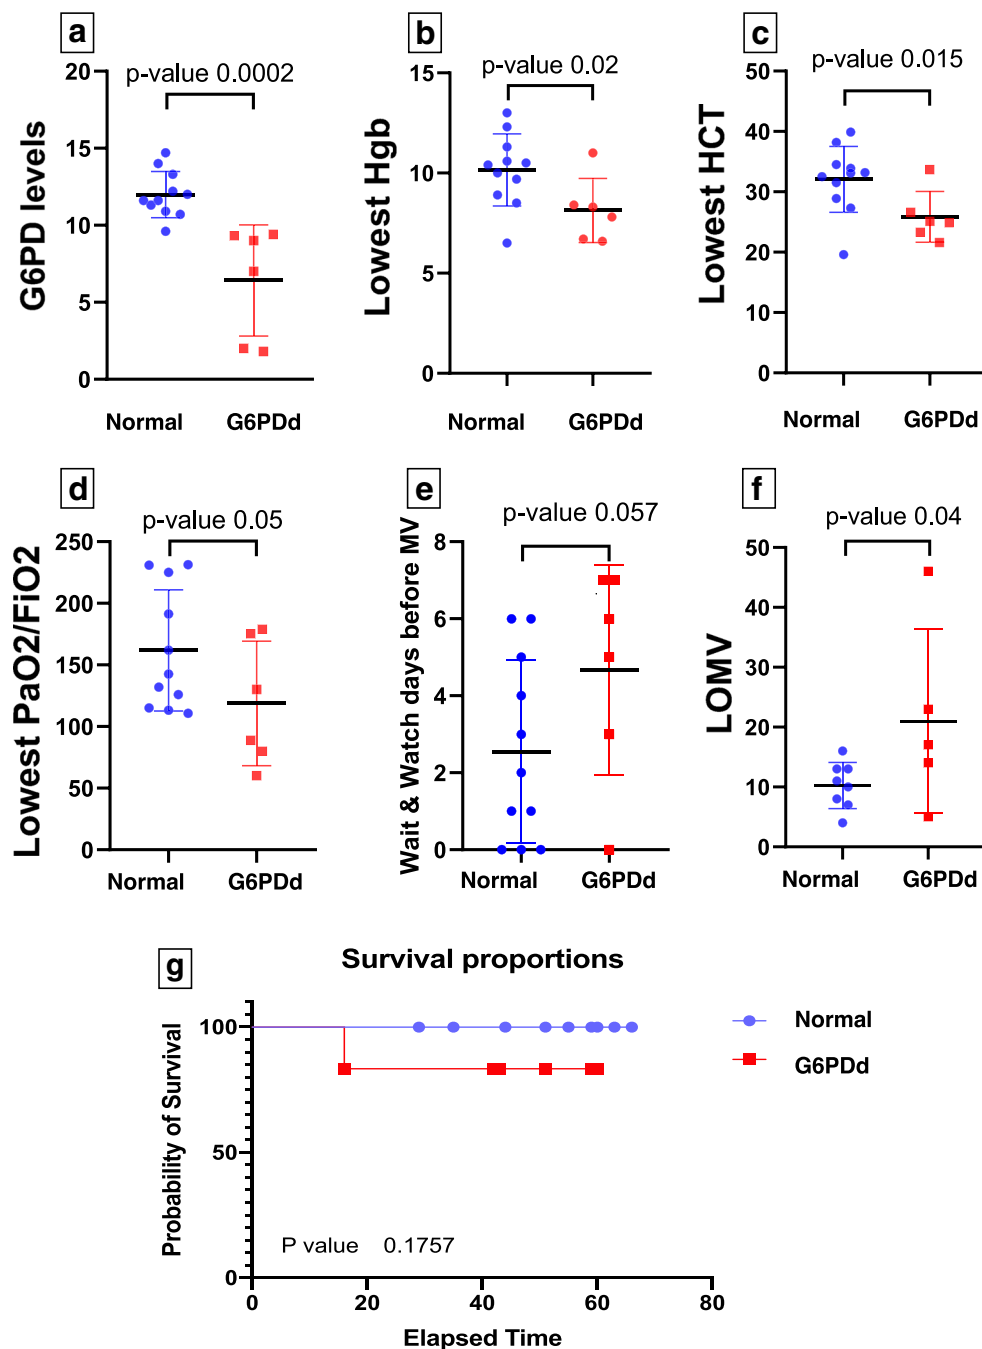 a
p-value 0.0002
G6PD levels
20
15
10
5
0
Normal
G6PDd
b
p-value 0.02
Lowest Hgb
15
10
5
0
Normal
G6PDd
c
p-value 0.015
Lowest HCT
50
40
30
20
10
0
Normal
G6PDd
d
p-value 0.05
Lowest PaO2/FiO2
250
200
150
100
50
0
Normal
G6PDd
e
p-value 0.057
Wait & Watch days before MV
8
6
4
2
0
Normal
G6PDd
f
p-value 0.04
LOMV
50
40
30
20
10
0
Normal
G6PDd
g
Survival proportions
Probability of Survival
100
50
0
P value 0.1757
0
20
40
60
80
Elapsed Time
Normal
G6PDd